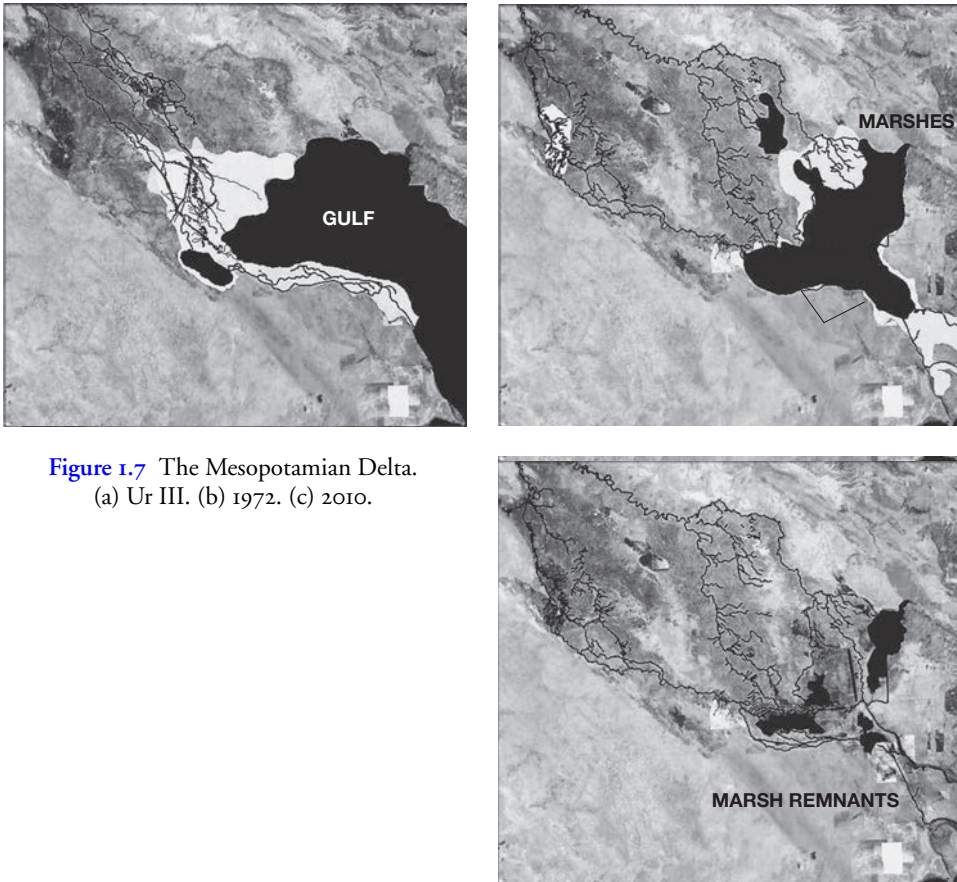 GULF
MARSHES
Figure 1.7 The Mesopotamian Delta.
(a) Ur III. (b) 1972. (c) 2010.
MARSH REMNANTS